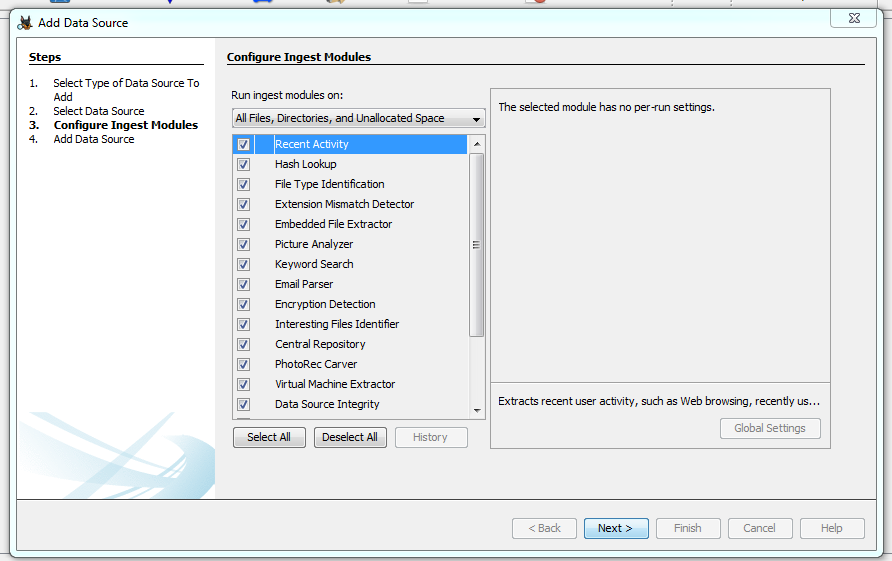 Add Data Source
Steps
1. Select Type of Data Source To
Add
2. Select Data Source
3. Configure Ingest Modules
4. Add Data Source
Configure Ingest Modules
Run ingest modules on:
All Files, Directories, and Unallocated Space
Recent Activity
Hash Lookup
File Type Identification
Extension Mismatch Detector
Embedded File Extractor
Picture Analyzer
Keyword Search
Email Parser
Encryption Detection
Interesting Files Identifier
Central Repository
PhotoRec Carver
Virtual Machine Extractor
Data Source Integrity
Select All
Deselect All
History
The selected module has no per-run settings.
Extracts recent user activity, such as Web browsing, recently us...
Global Settings
< Back
Next >
Finish
Cancel
Help